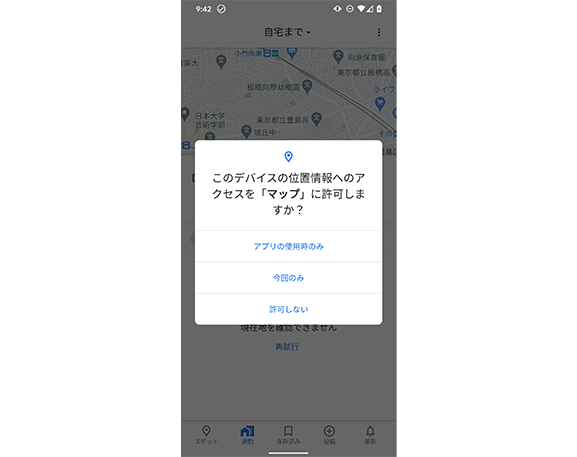 9:42
自宅まで
小竹向原
向原保育園
楽大
東京都立板橋高
板橋向原幼稚園
ライフ
日本大学
芸術学部
東京都立豊島高
旭丘中
千川
このデバイスの位置情報へのア
クセスを「マップ」に許可しま
すか？
アプリの使用時のみ
今回のみ
許可しない
現在地を確認できません
再試行
スポット
通勤
保存済み
投稿
最新